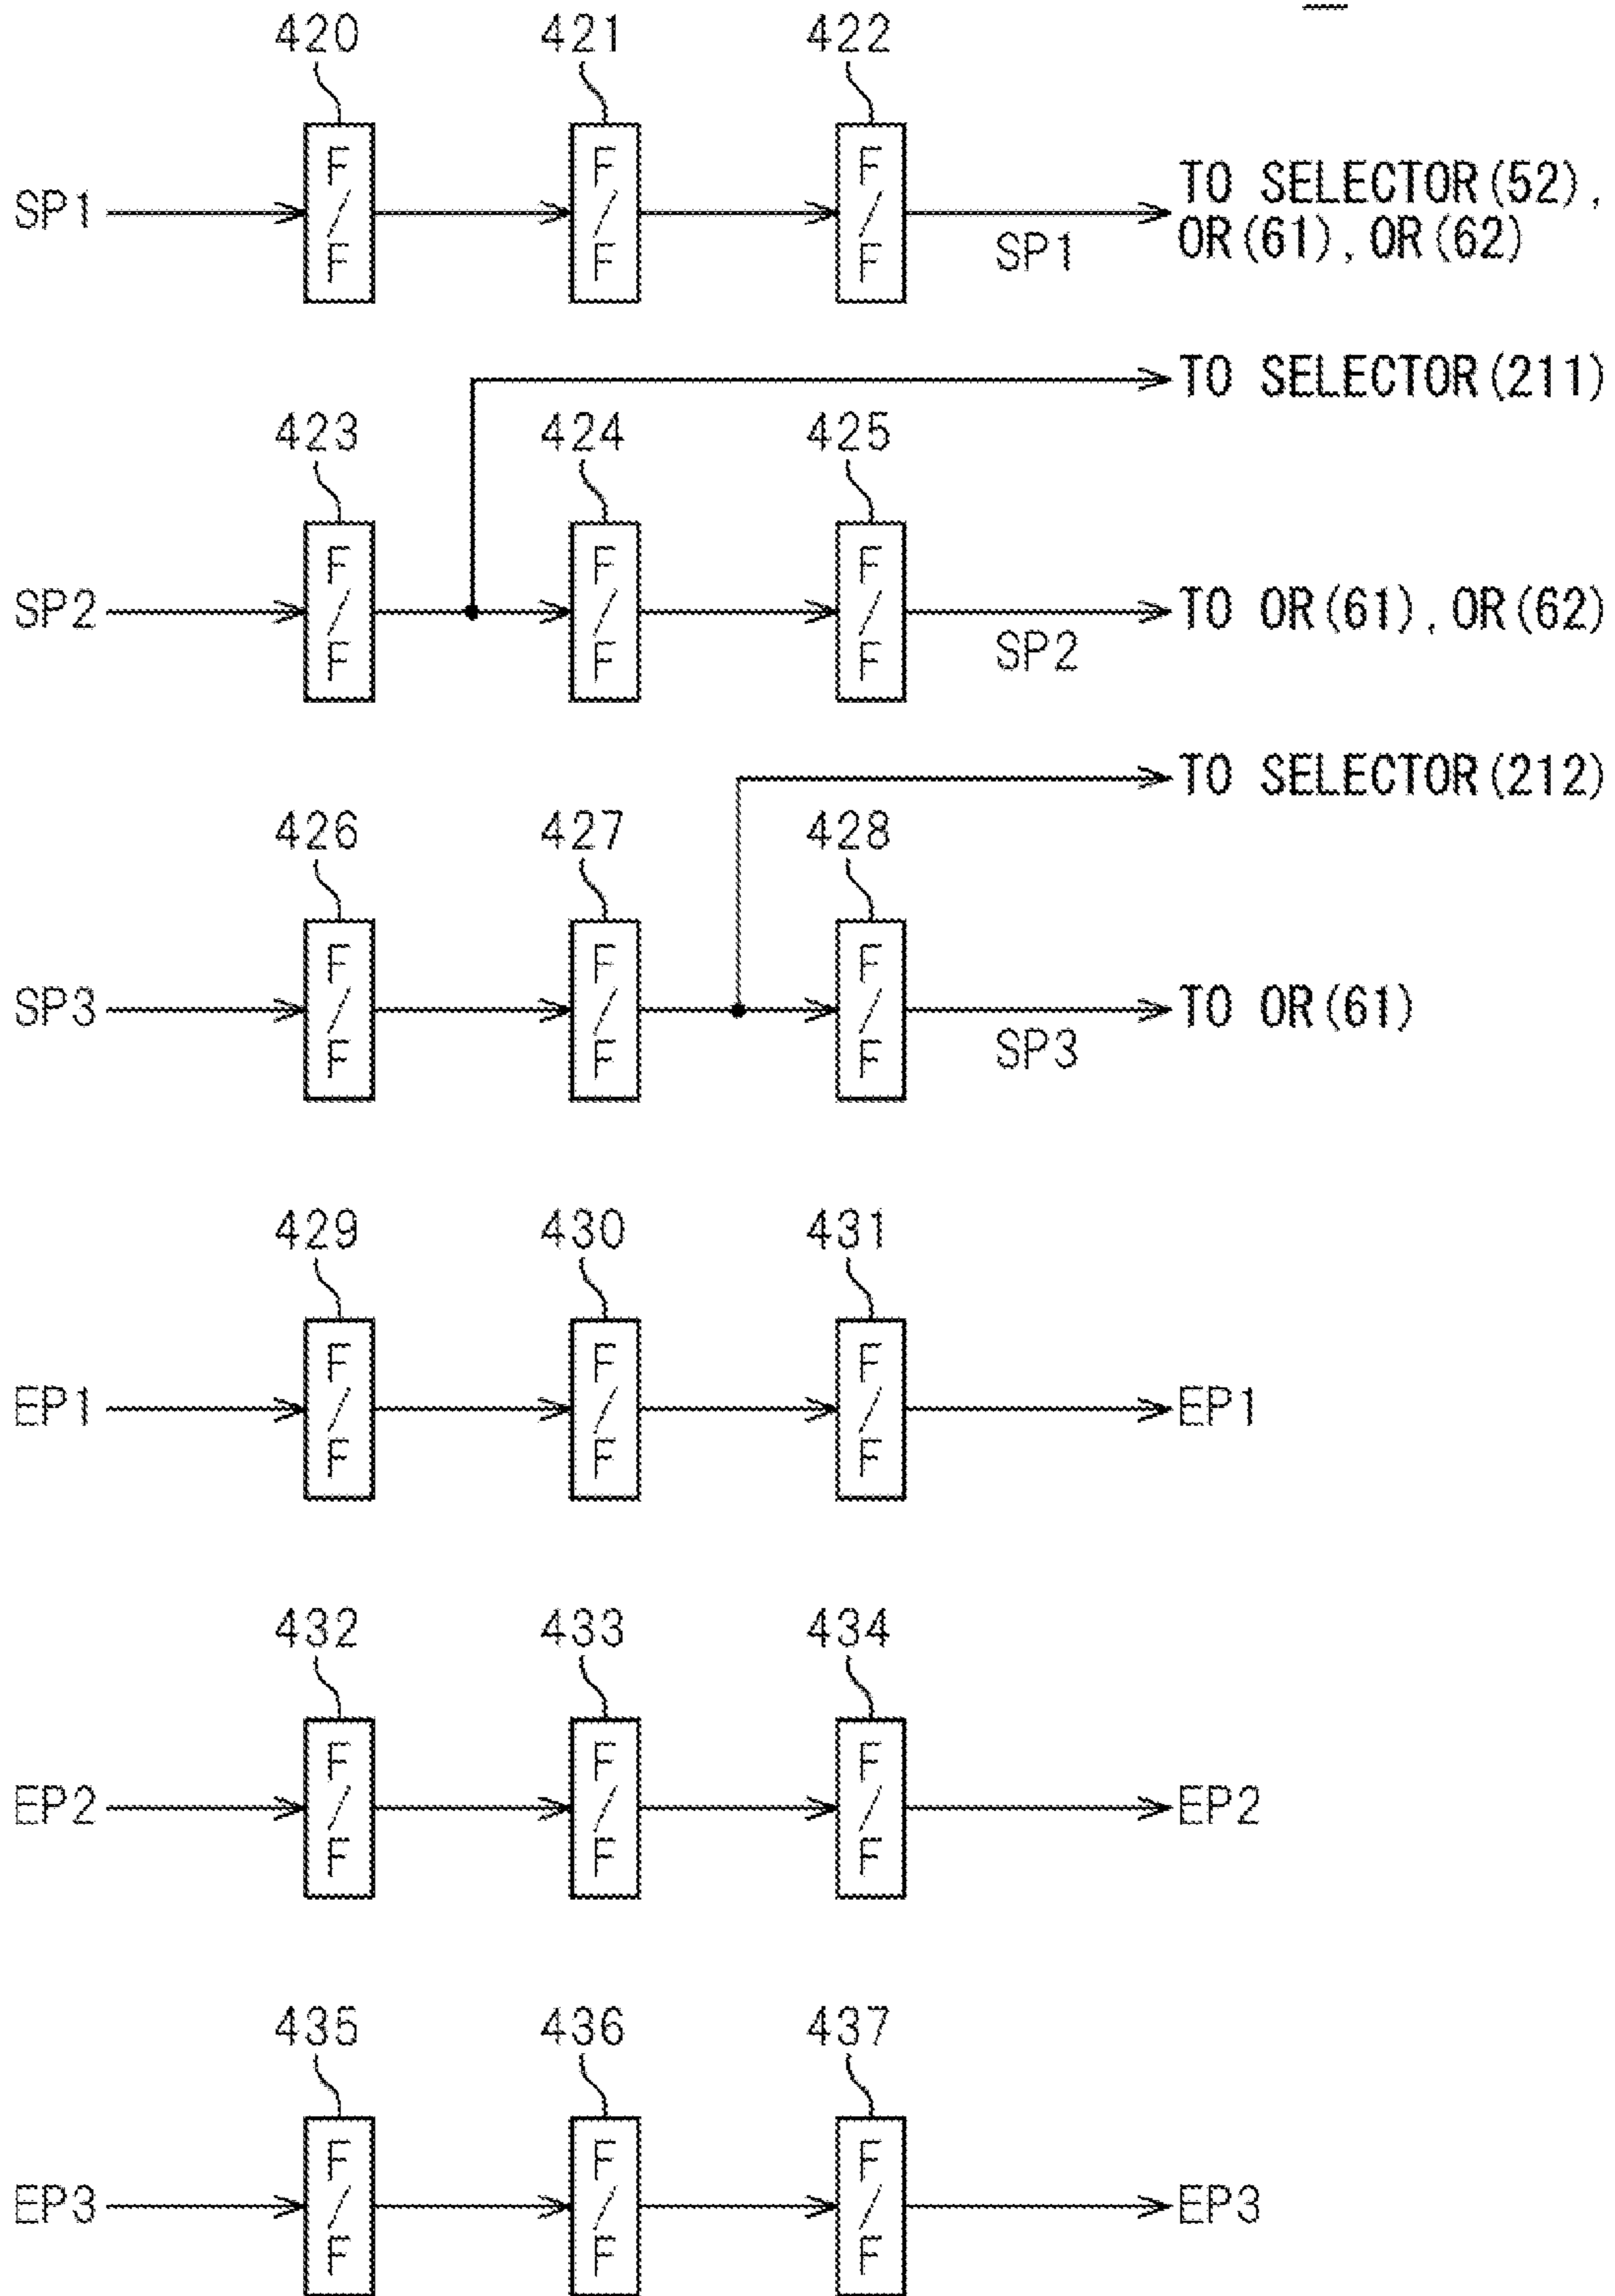 420 421 422
SP1 F/F F/F F/F SP1 TO SELECTOR(52),
OR(61), OR(62)
TO SELECTOR(211)
423 424 425
SP2 F/F F/F F/F SP2 TO OR(61), OR(62)
TO SELECTOR(212)
426 427 428
SP3 F/F F/F F/F SP3 TO OR(61)
429 430 431
EP1 F/F F/F F/F EP1
432 433 434
EP2 F/F F/F F/F EP2
435 436 437
EP3 F/F F/F F/F EP3